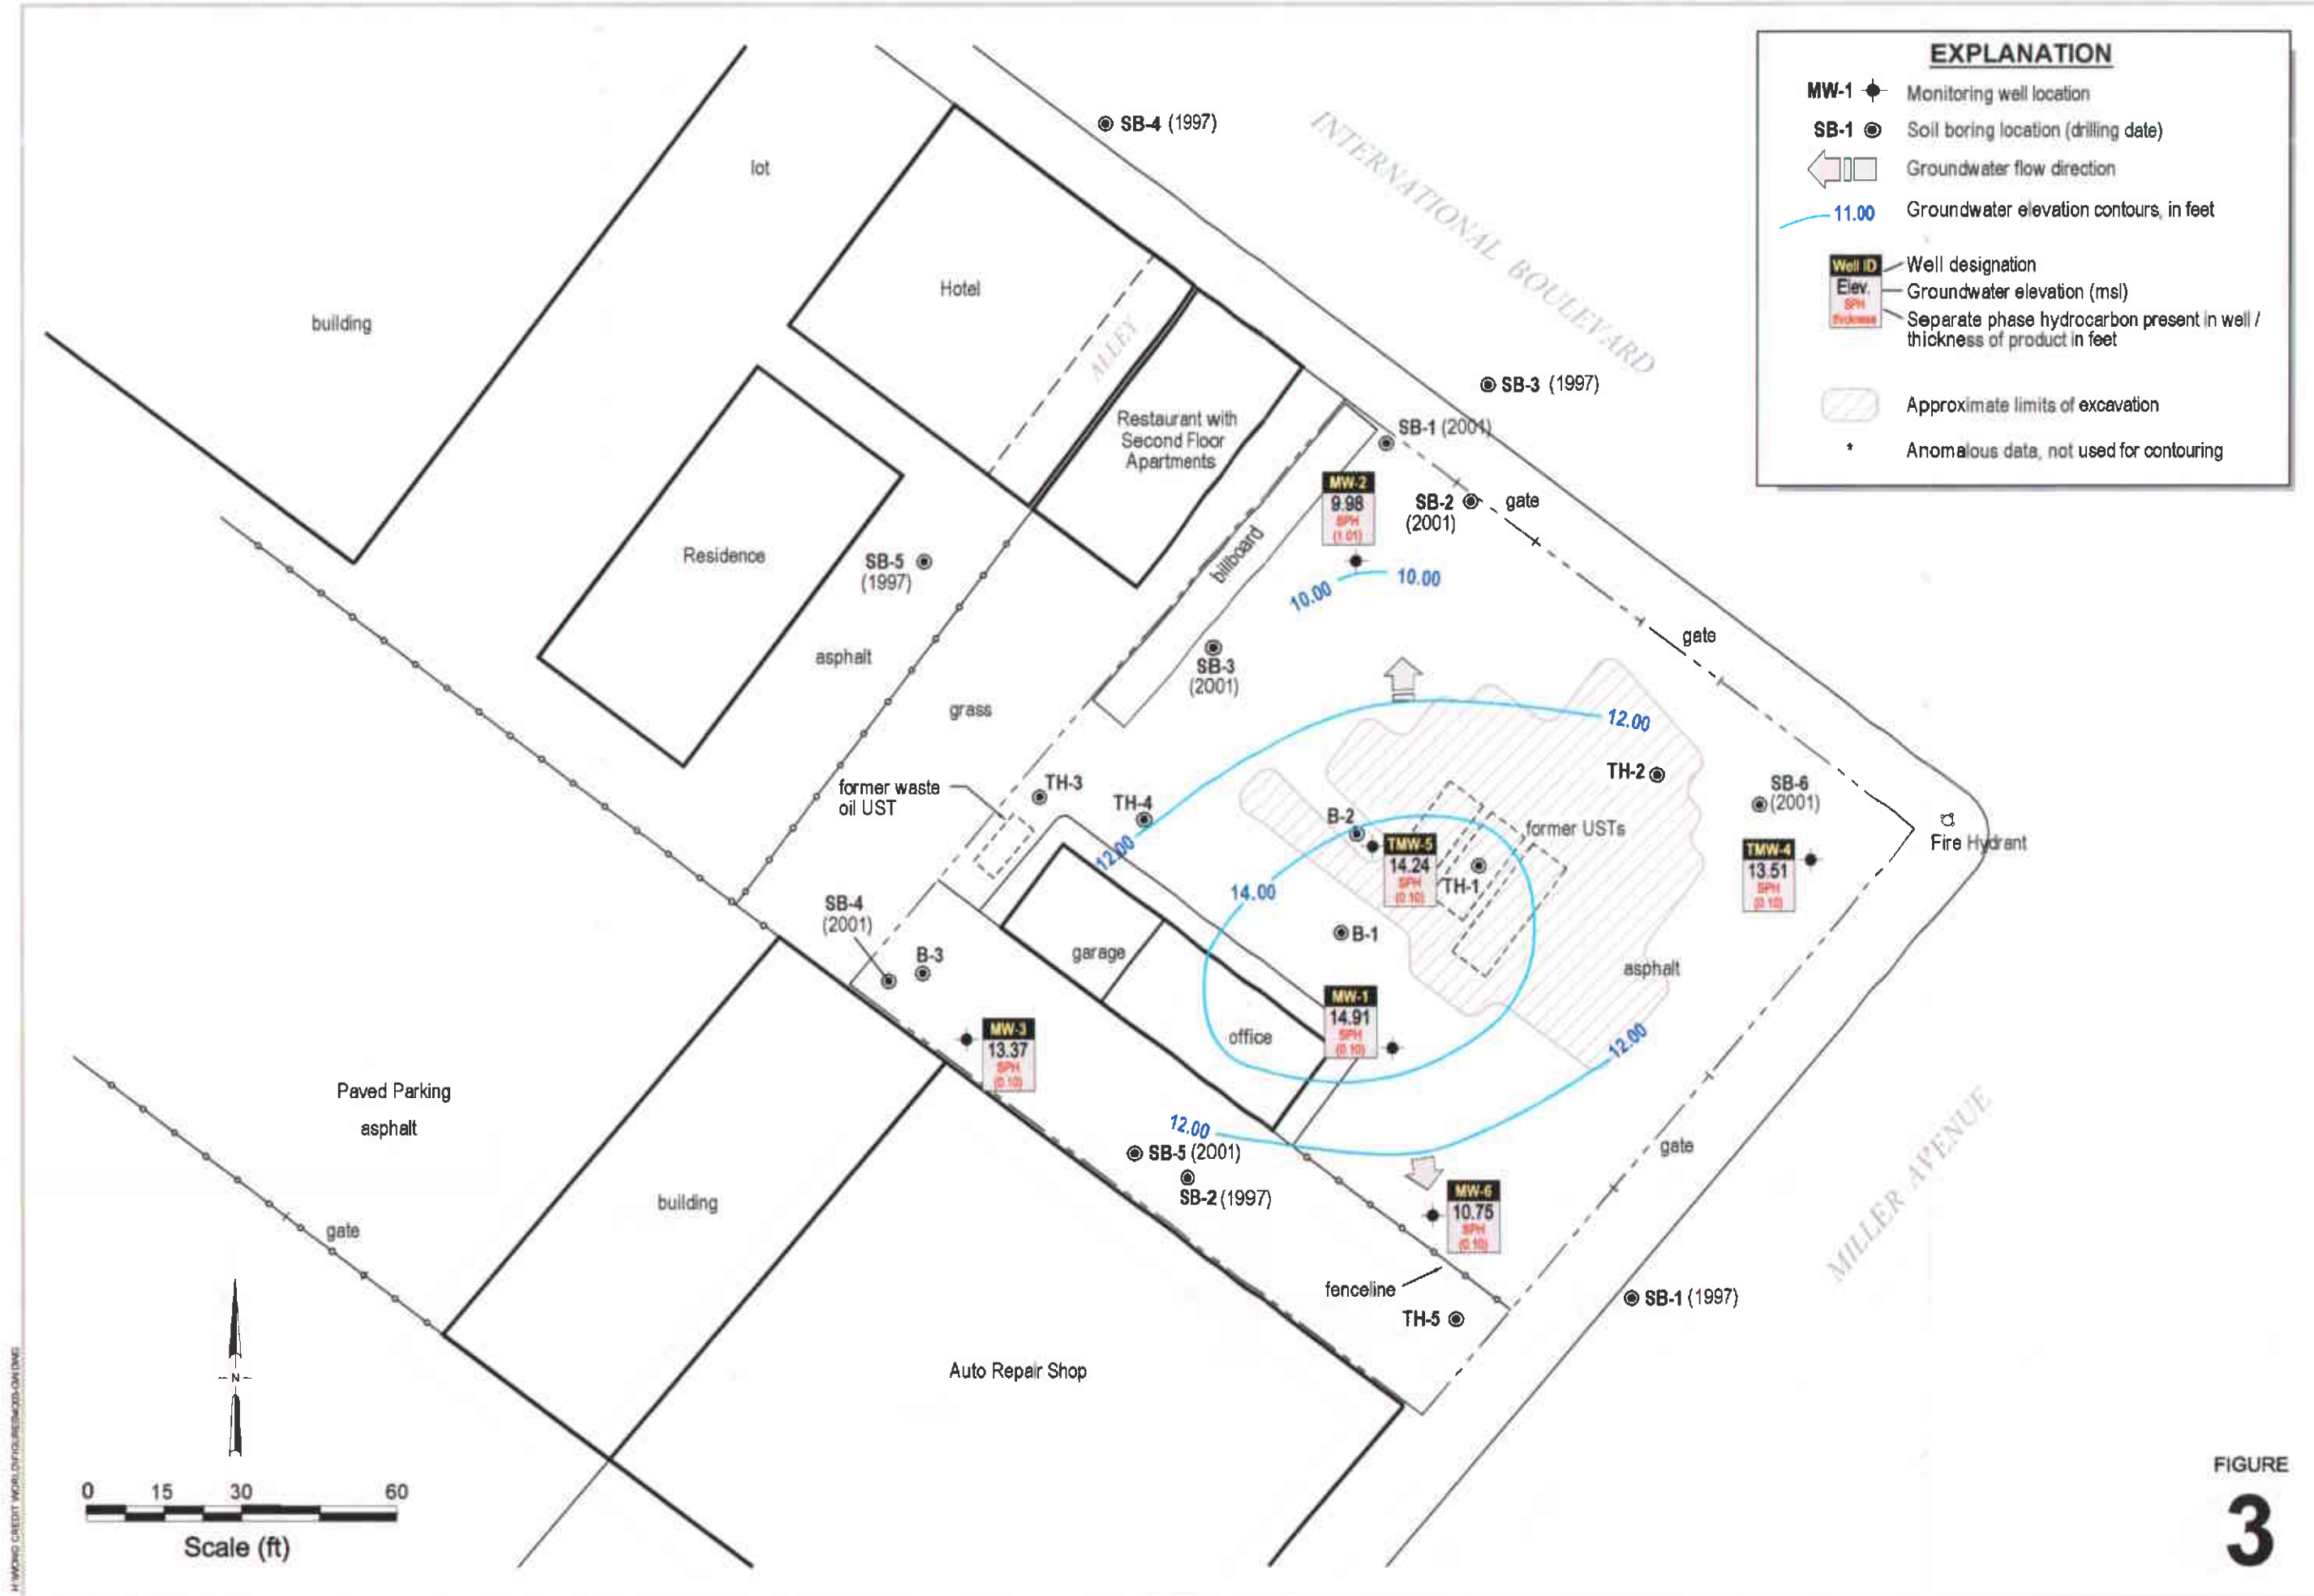 EXPLANATION
MW-1 Monitoring well location
SB-1 Soil boring location (drilling date)
Groundwater flow direction
11.00 Groundwater elevation contours, in feet
Well ID Well designation
Elev. Groundwater elevation (msl)
SPH thickness Separate phase hydrocarbon present in well /
thickness of product in feet
Approximate limits of excavation
* Anomalous data, not used for contouring
SB-4 (1997)
INTERNATIONAL BOULEVARD
lot
building
Hotel
ALLEY
Restaurant with
Second Floor
Apartments
SB-3 (1997)
SB-1 (2001)
MW-2
9.98
SPH
(1.01)
SB-2
(2001)
gate
billboard
Residence
SB-5
(1997)
10.00
10.00
gate
SB-3
(2001)
asphalt
grass
12.00
former waste
oil UST
TH-3
TH-4
12.00
TH-2
SB-6
(2001)
B-2
former USTs
TMW-5
14.24
SPH
(0.10)
TH-1
TMW-4
13.51
SPH
(0.10)
Fire Hydrant
14.00
SB-4
(2001)
B-3
B-1
garage
asphalt
MW-1
14.91
SPH
(0.10)
office
MW-3
13.37
SPH
(0.10)
12.00
Paved Parking
asphalt
12.00
SB-5 (2001)
SB-2 (1997)
gate
MILLER AVENUE
MW-6
10.75
SPH
(0.10)
building
gate
fenceline
SB-1 (1997)
TH-5
Auto Repair Shop
N
0 15 30 60
Scale (ft)
FIGURE
3